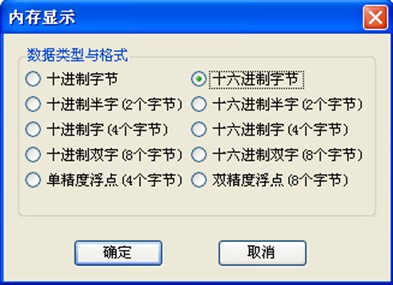 内存显示
数据类型与格式
十进制字节 十六进制字节
十进制半字(2个字节) 十六进制半字(2个字节)
十进制字(4个字节) 十六进制字(4个字节)
十进制双字(8个字节) 十六进制双字(8个字节)
单精度浮点(4个字节) 双精度浮点(8个字节)
确定 取消